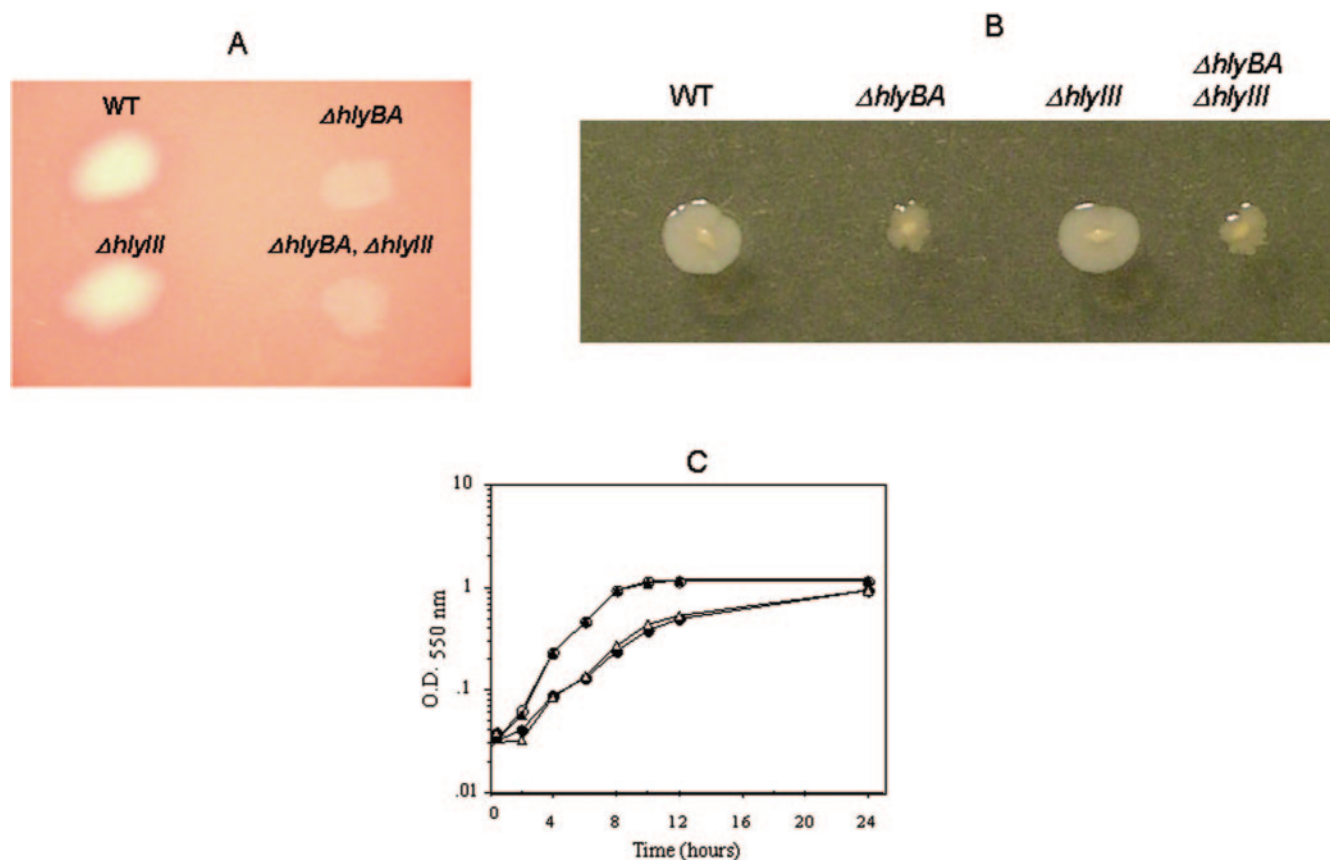 A
WT
ΔhlyBA
ΔhlyIII
ΔhlyBA, ΔhlyIII
B
WT
ΔhlyBA
ΔhlyIII
ΔhlyBA
ΔhlyIII
C
10
1
.1
.01
O.D. 550 nm
0 4 8 12 16 20 24
Time (hours)